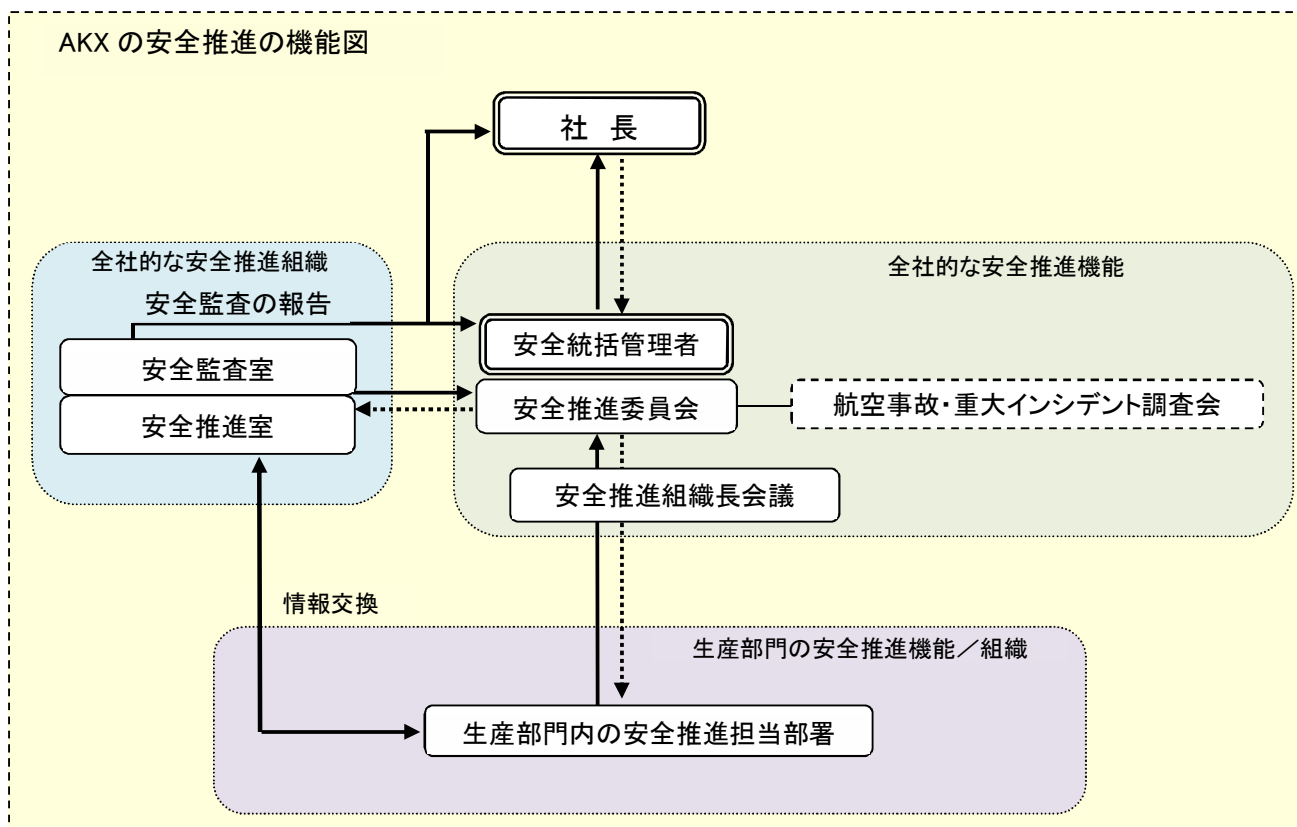 AKX の安全推進の機能図
社 長
全社的な安全推進組織
全社的な安全推進機能
安全監査の報告
安全統括管理者
安全監査室
安全推進委員会
航空事故・重大インシデント調査会
安全推進室
安全推進組織長会議
情報交換
生産部門の安全推進機能／組織
生産部門内の安全推進担当部署